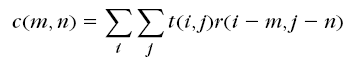 c(m, n) = ∑_i ∑_j t(i,j)r(i − m,j − n)